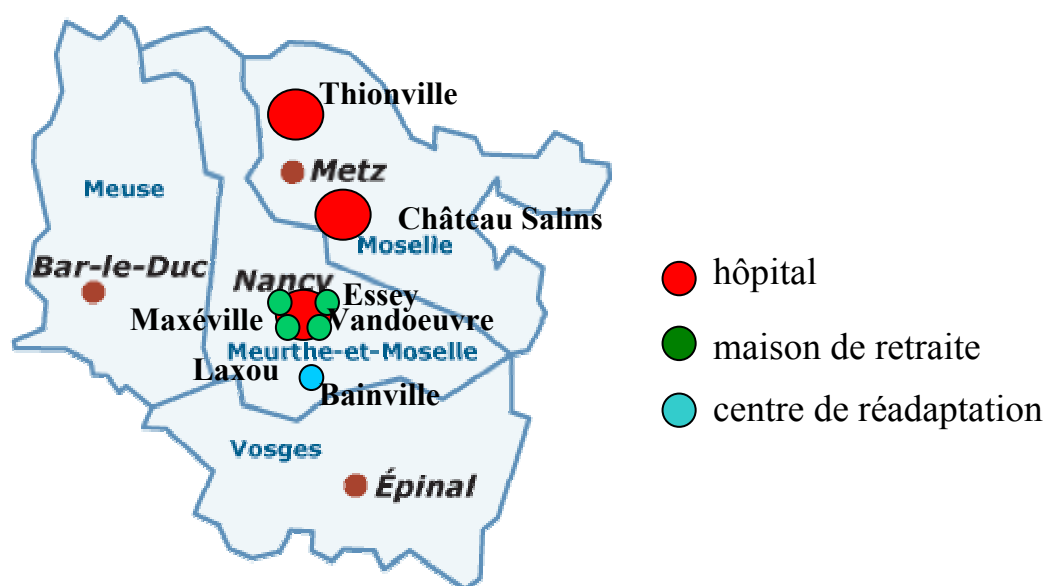 Thionville
Metz
Meuse
Château Salins
Moselle
Bar-le-Duc
Nancy
Essey
Maxéville
Vandoeuvre
Meurthe-et-Moselle
Laxou
Bainville
Vosges
Épinal
hôpital
maison de retraite
centre de réadaptation